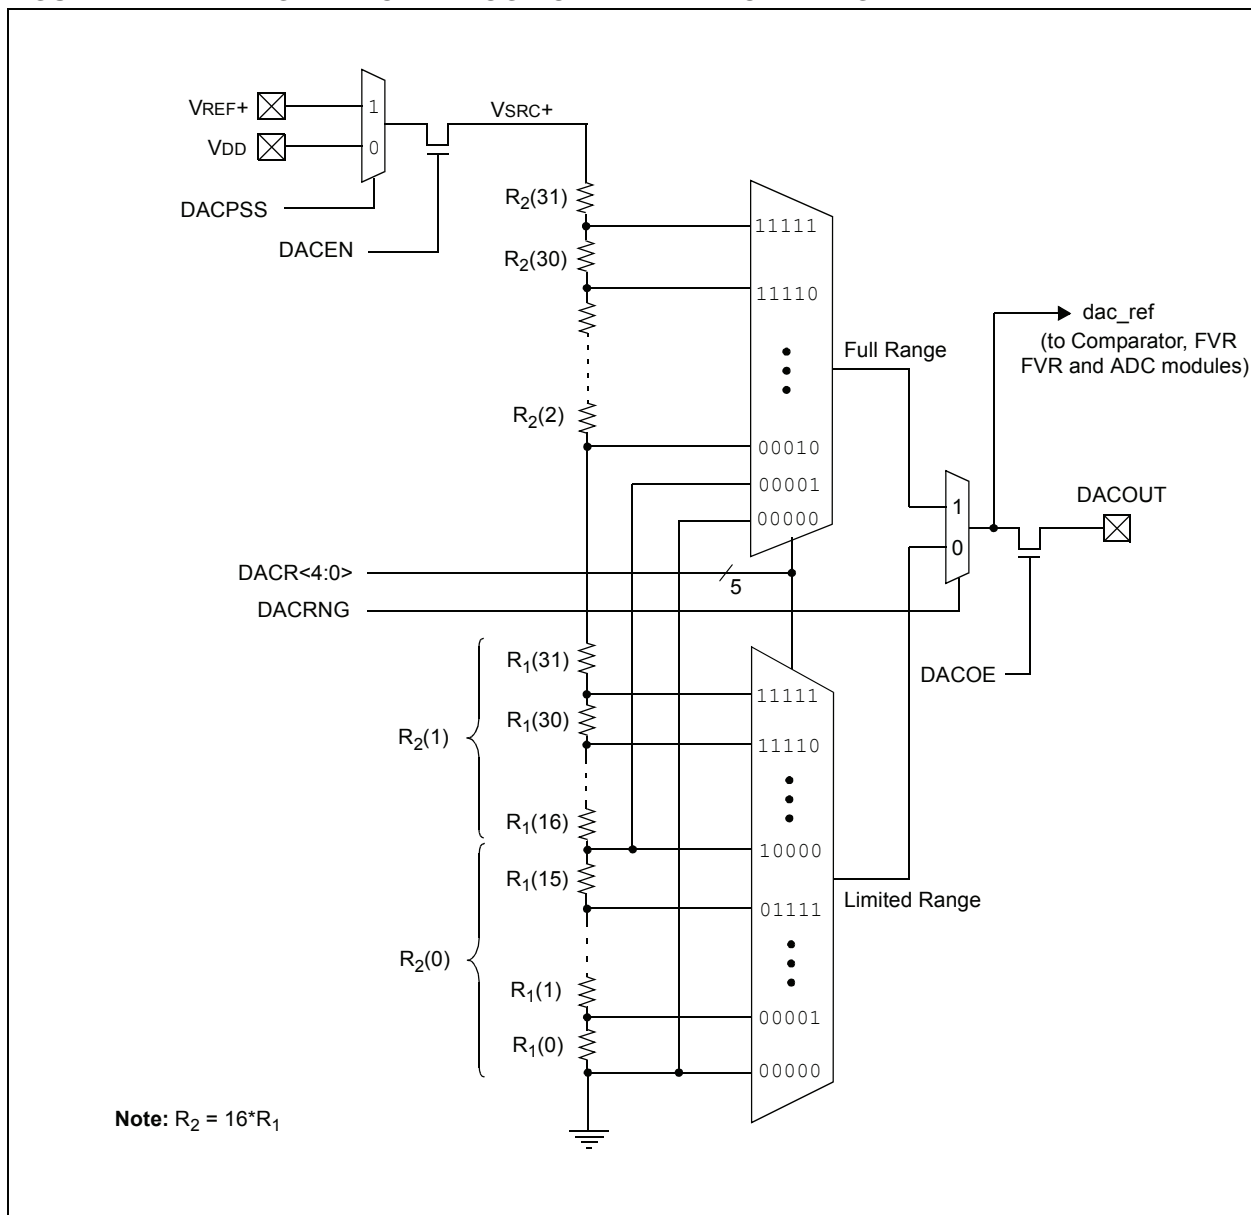 VREF+
1
VSRC+
VDD
0
DACPSS
R2(31)
11111
DACEN
R2(30)
11110
dac_ref
(to Comparator, FVR
FVR and ADC modules)
Full Range
R2(2)
00010
00001
00000
1
DACOUT
0
DACR<4:0>
5
DACRNG
R1(31)
11111
DACOE
R1(30)
11110
R2(1)
R1(16)
10000
R1(15)
01111
Limited Range
R2(0)
R1(1)
00001
R1(0)
00000
Note: R2 = 16*R1